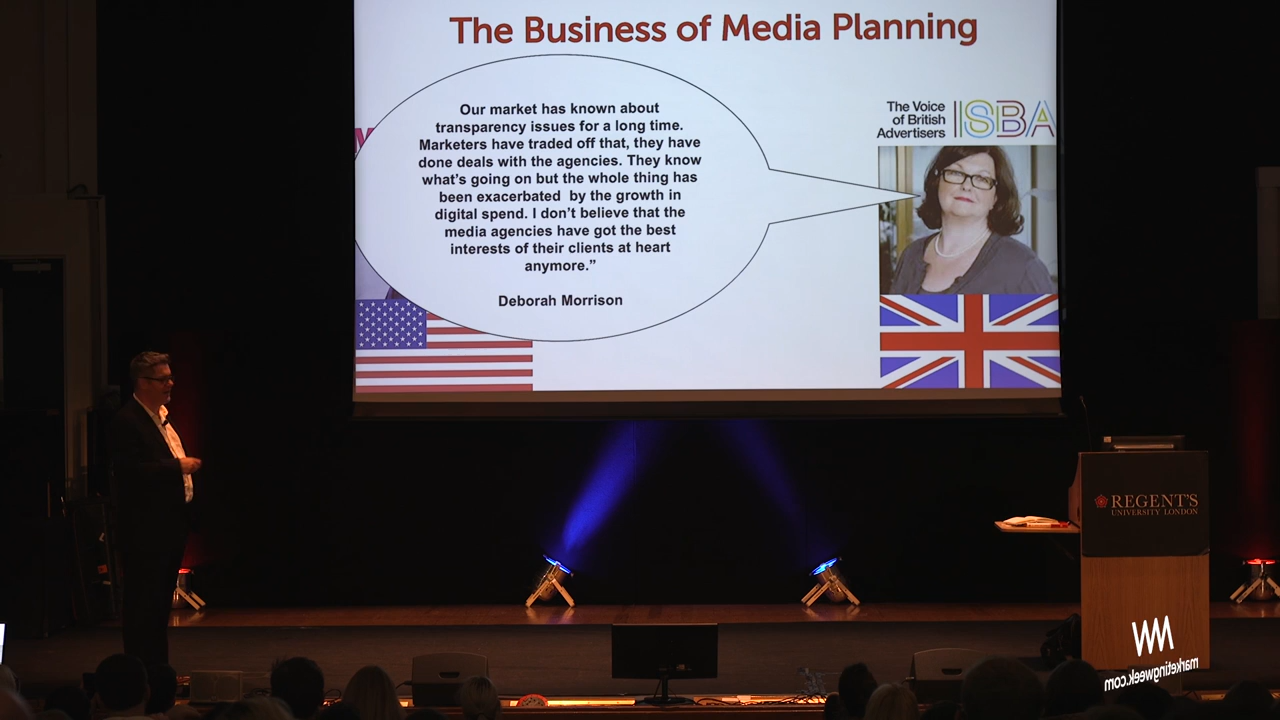 The Business of Media Planning
Our market has known about
transparency issues for a long time.
Marketers have traded off that, they have
done deals with the agencies. They know
what's going on but the whole thing has
been exacerbated by the growth in
digital spend. I don't believe that the
media agencies have got the best
interests of their clients at heart
anymore.”
Deborah Morrison
The Voice
of British
Advertisers
ISBA
REGENT'S
UNIVERSITY LONDON
MW
marketingweek.com